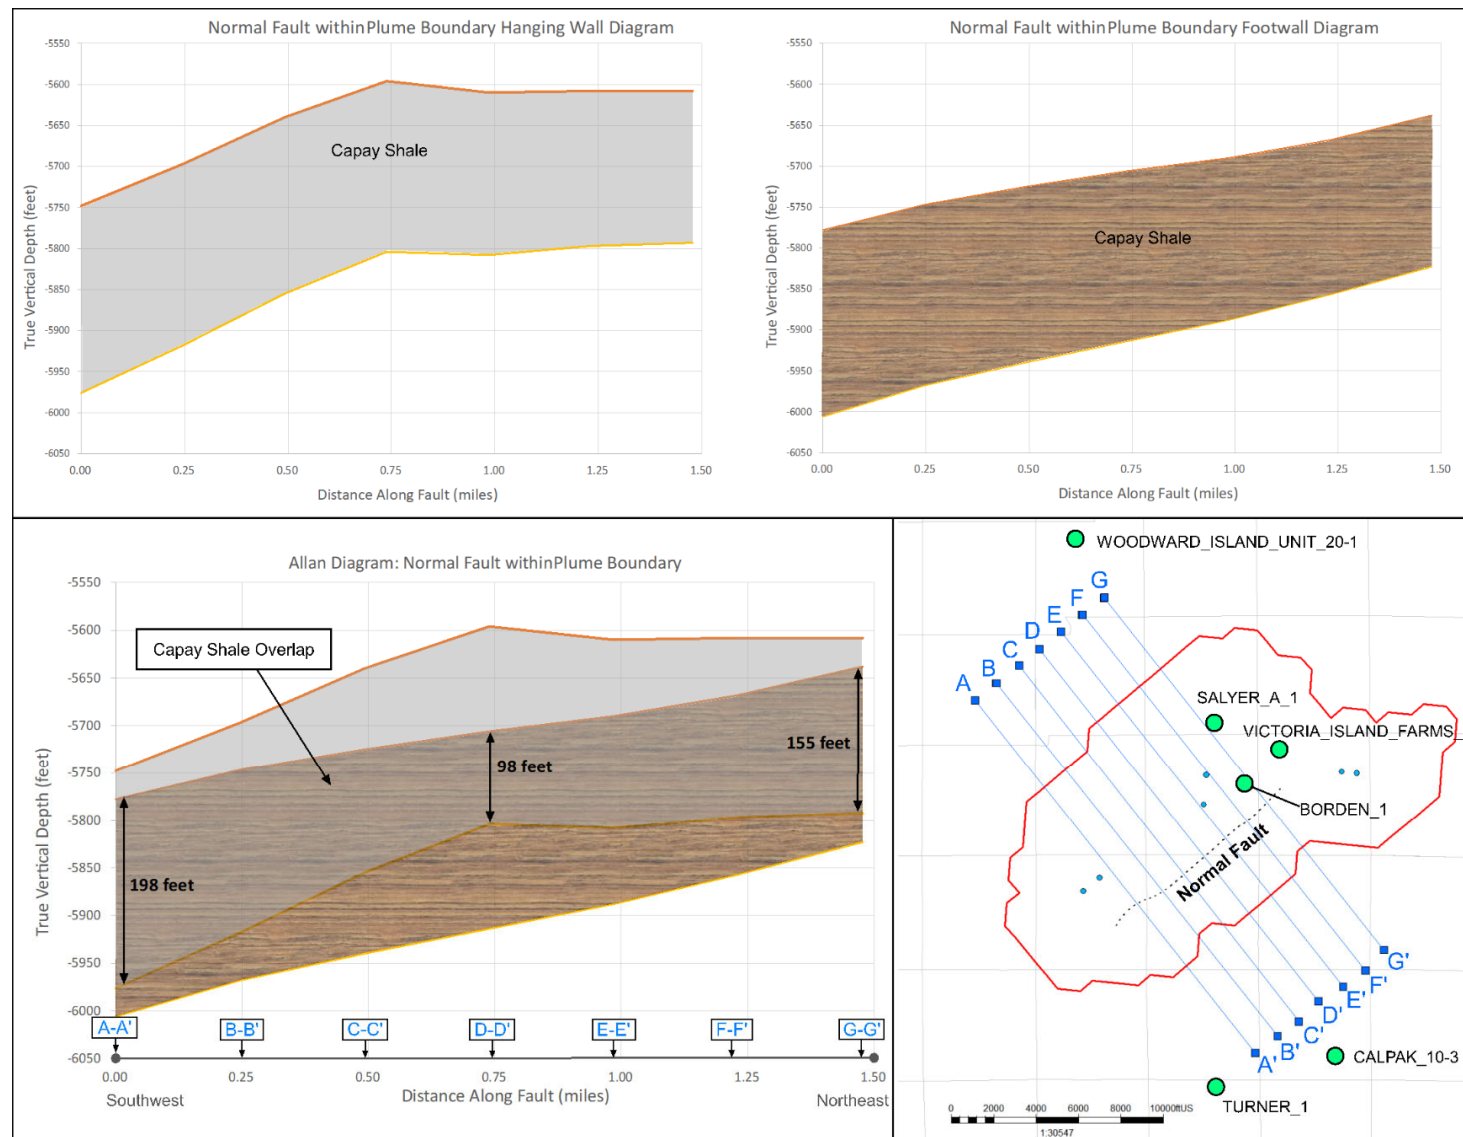 Normal Fault within Plume Boundary Hanging Wall Diagram
-5550
-5600
-5650
-5700
-5750
-5800
-5850
-5900
-5950
-6000
-6050
True Vertical Depth (feet)
Capay Shale
0.00 0.25 0.50 0.75 1.00 1.25 1.50
Distance Along Fault (miles)
Normal Fault within Plume Boundary Footwall Diagram
-5550
-5600
-5650
-5700
-5750
-5800
-5850
-5900
-5950
-6000
-6050
True Vertical Depth (feet)
Capay Shale
0.00 0.25 0.50 0.75 1.00 1.25 1.50
Distance Along Fault (miles)
Allan Diagram: Normal Fault within Plume Boundary
-5550
-5600
-5650
-5700
-5750
-5800
-5850
-5900
-5950
-6000
-6050
True Vertical Depth (feet)
Capay Shale Overlap
198 feet
98 feet
155 feet
A-A' B-B' C-C' D-D' E-E' F-F' G-G'
0.00 0.25 0.50 0.75 1.00 1.25 1.50
Southwest
Distance Along Fault (miles)
Northeast
WOODWARD_ISLAND_UNIT_20-1
G
F
E
D
C
B
A
SALYER_A_1
VICTORIA_ISLAND_FARMS_
BORDEN_1
Normal Fault
G'
F'
E'
D'
C'
B'
A'
CALPAK_10-3
TURNER_1
0 2000 4000 6000 8000 10000ftUS
1:30547